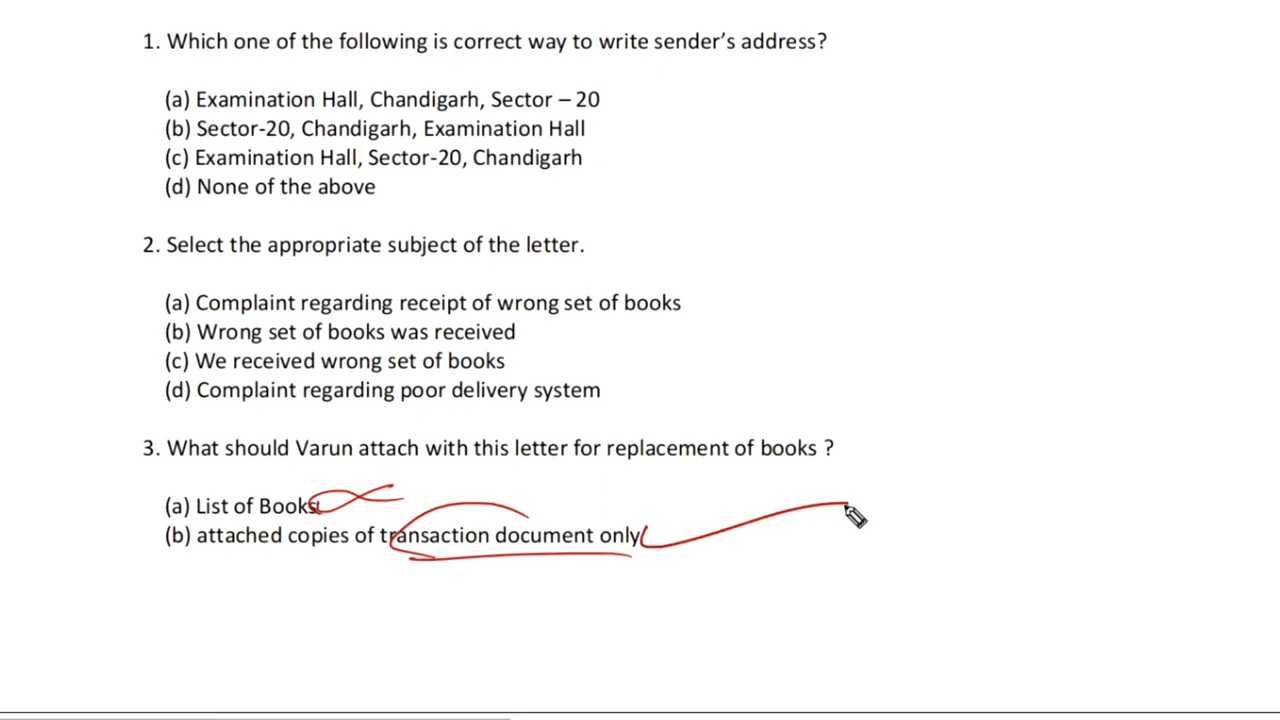 1. Which one of the following is correct way to write sender’s address?
(a) Examination Hall, Chandigarh, Sector – 20
(b) Sector-20, Chandigarh, Examination Hall
(c) Examination Hall, Sector-20, Chandigarh
(d) None of the above
2. Select the appropriate subject of the letter.
(a) Complaint regarding receipt of wrong set of books
(b) Wrong set of books was received
(c) We received wrong set of books
(d) Complaint regarding poor delivery system
3. What should Varun attach with this letter for replacement of books ?
(a) List of Books
(b) attached copies of transaction document only